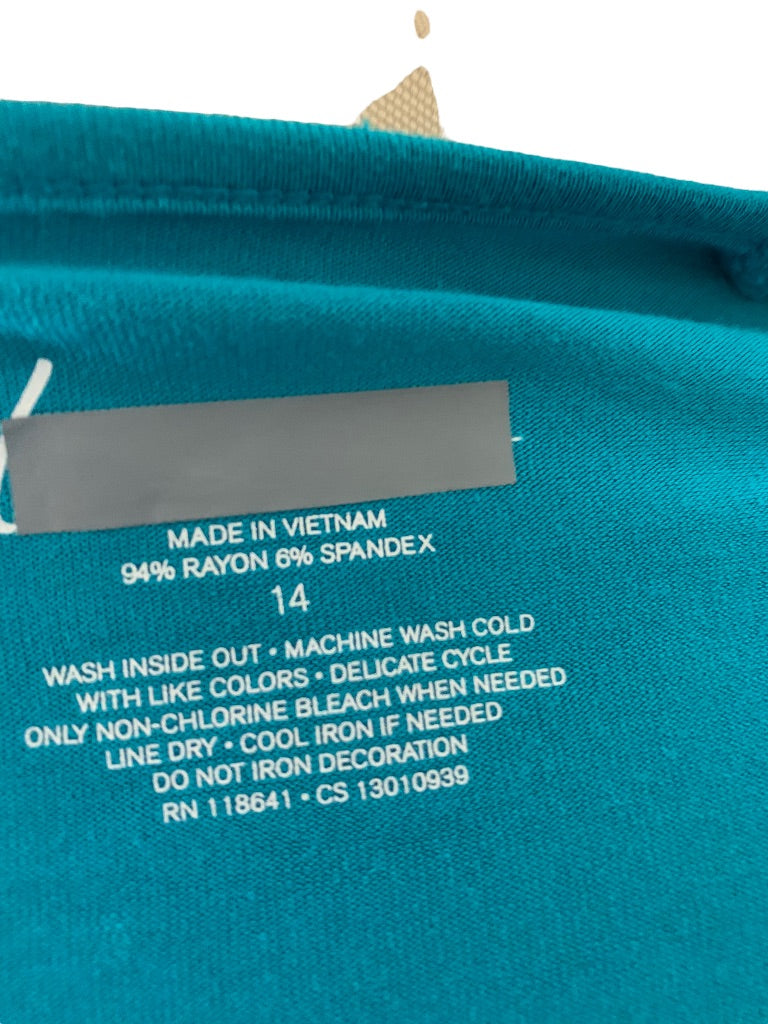 MADE IN VIETNAM
94% RAYON 6% SPANDEX
14
WASH INSIDE OUT • MACHINE WASH COLD
WITH LIKE COLORS • DELICATE CYCLE
ONLY NON-CHLORINE BLEACH WHEN NEEDED
LINE DRY • COOL IRON IF NEEDED
DO NOT IRON DECORATION
RN 118641 • CS 13010939